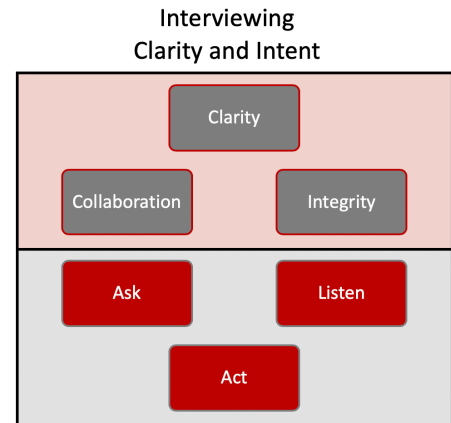 Interviewing
Clarity and Intent
Clarity
Collaboration
Integrity
Ask
Listen
Act